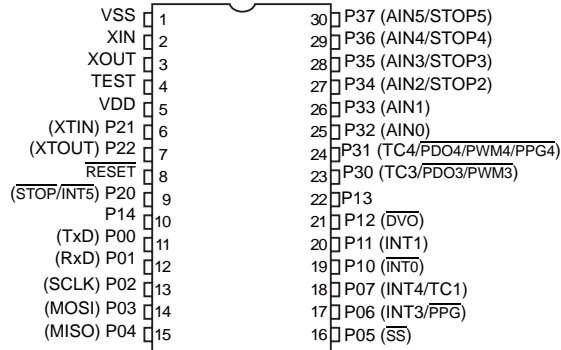 VSS 1 30 P37 (AIN5/STOP5)
XIN 2 29 P36 (AIN4/STOP4)
XOUT 3 28 P35 (AIN3/STOP3)
TEST 4 27 P34 (AIN2/STOP2)
VDD 5 26 P33 (AIN1)
(XTIN) P21 6 25 P32 (AIN0)
(XTOUT) P22 7 24 P31 (TC4/PDO4/PWM4/PPG4)
RESET 8 23 P30 (TC3/PDO3/PWM3)
(STOP/INT5) P20 9 22 P13
P14 10 21 P12 (DVO)
(TxD) P00 11 20 P11 (INT1)
(RxD) P01 12 19 P10 (INT0)
(SCLK) P02 13 18 P07 (INT4/TC1)
(MOSI) P03 14 17 P06 (INT3/PPG)
(MISO) P04 15 16 P05 (SS)